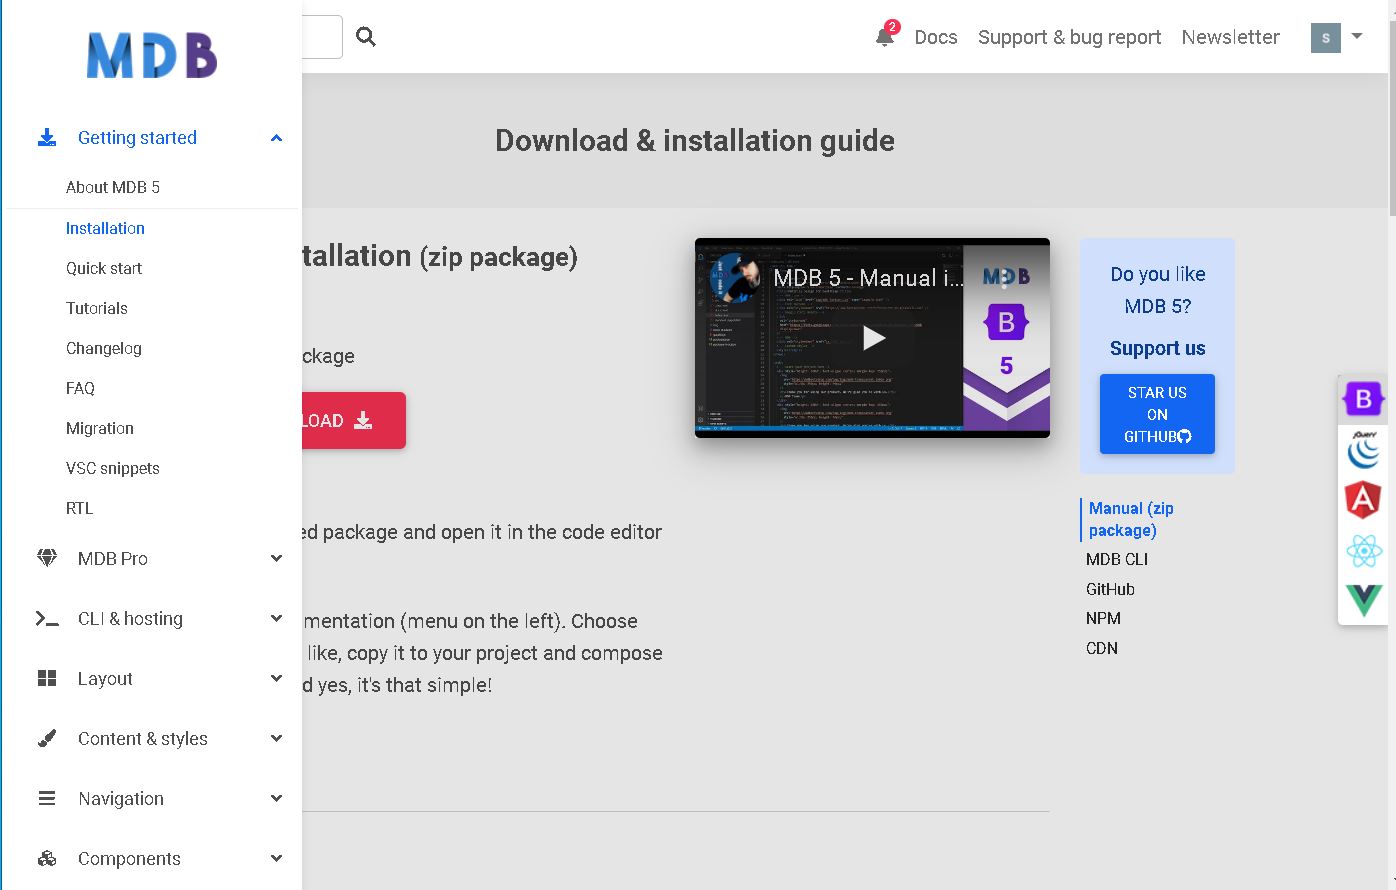 MDB
2
Docs
Support & bug report
Newsletter
S
Getting started
About MDB 5
Installation
Quick start
Tutorials
Changelog
FAQ
Migration
VSC snippets
RTL
MDB Pro
CLI & hosting
Layout
Content & styles
Navigation
Components
Download & installation guide
tallation (zip package)
ckage
LOAD
ed package and open it in the code editor
mentation (menu on the left). Choose
like, copy it to your project and compose
d yes, it's that simple!
MDB 5 - Manual i...
MDB
B
5
Do you like
MDB 5?
Support us
STAR US
ON
GITHUB
Manual (zip
package)
MDB CLI
GitHub
NPM
CDN
B
jQuery
A